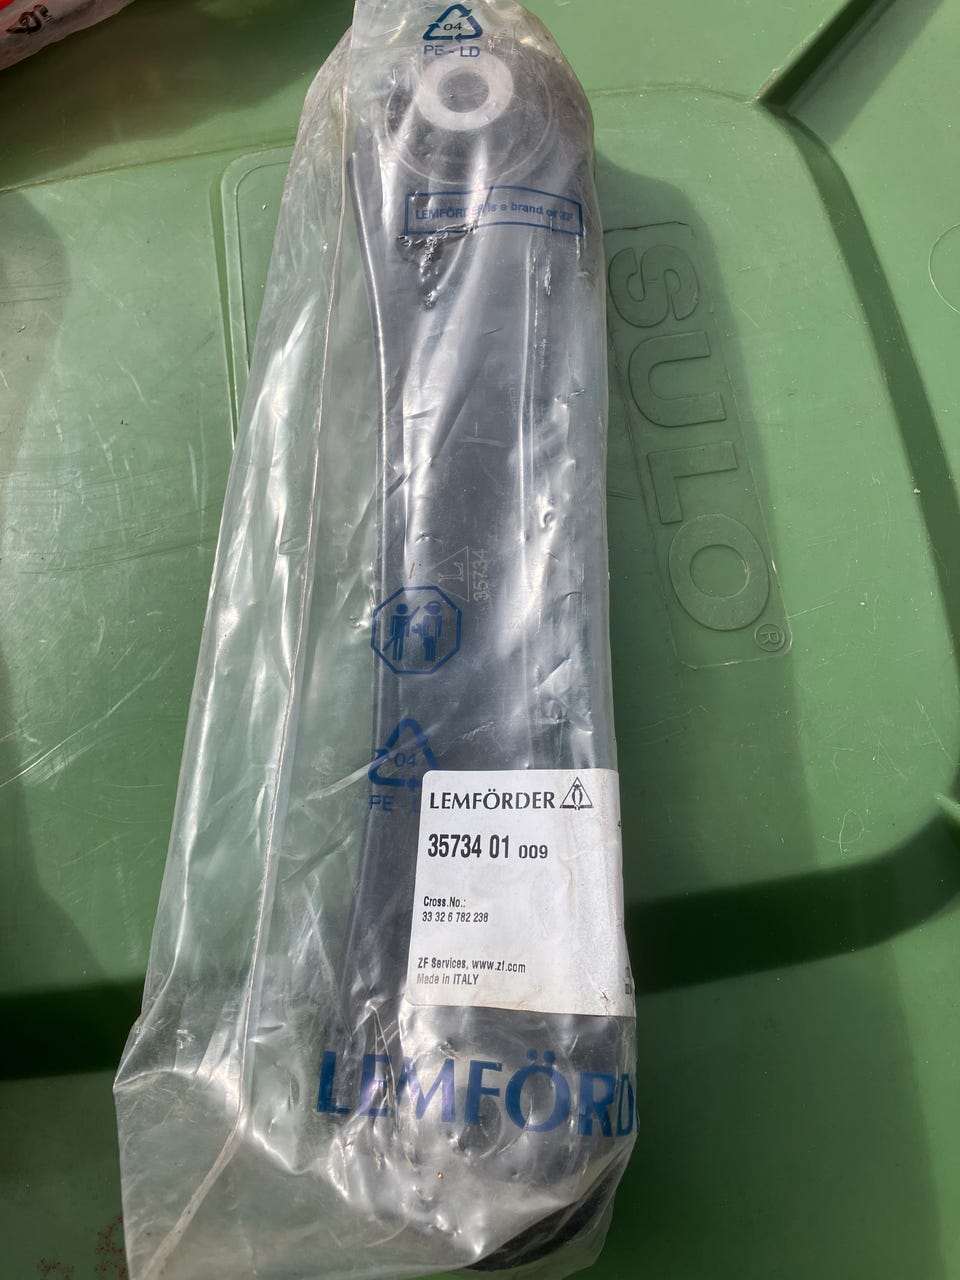 04
PE-LD
LEMFÖRDER is a brand of ZF
SULO®
L
35734
04
PE-L
LEMFÖRDER
35734 01 009
Cross.No.:
33 32 6 782 238
ZF Services, www.zf.com
Made in ITALY
LEMFÖRD